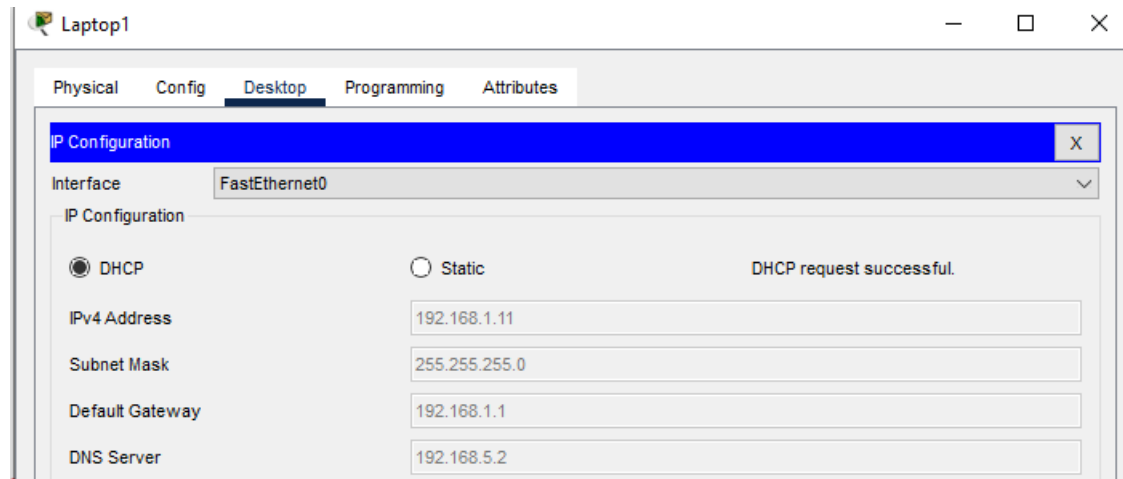 Laptop1
Physical Config Desktop Programming Attributes
IP Configuration X
Interface FastEthernet0
IP Configuration
DHCP Static DHCP request successful.
IPv4 Address 192.168.1.11
Subnet Mask 255.255.255.0
Default Gateway 192.168.1.1
DNS Server 192.168.5.2